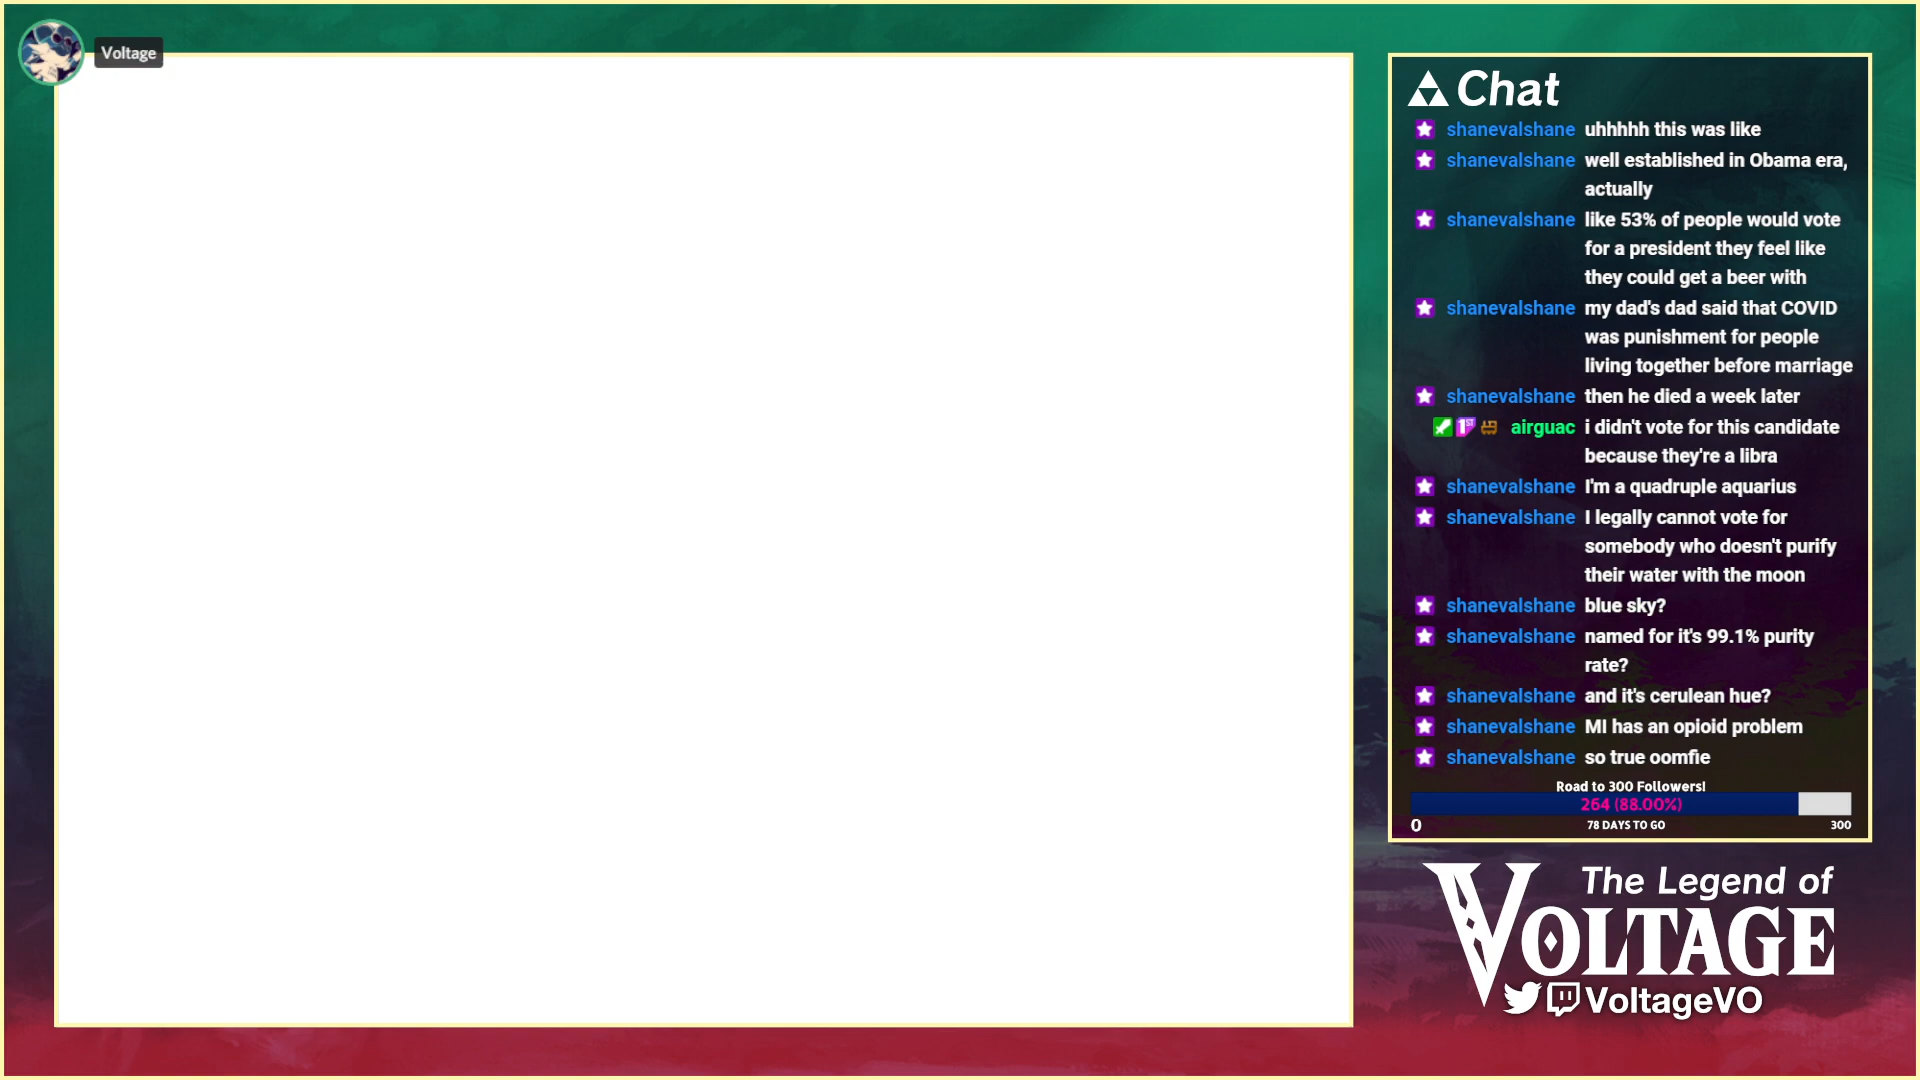 Voltage
Chat
shanevalshane uhhhhh this was like
shanevalshane well established in Obama era,
actually
shanevalshane like 53% of people would vote
for a president they feel like
they could get a beer with
shanevalshane my dad's dad said that COVID
was punishment for people
living together before marriage
shanevalshane then he died a week later
1ST airguac i didn't vote for this candidate
because they're a libra
shanevalshane I'm a quadruple aquarius
shanevalshane I legally cannot vote for
somebody who doesn't purify
their water with the moon
shanevalshane blue sky?
shanevalshane named for it's 99.1% purity
rate?
shanevalshane and it's cerulean hue?
shanevalshane MI has an opioid problem
shanevalshane so true oomfie
Road to 300 Followers!
264 (88.00%)
0 78 DAYS TO GO 300
The Legend of
VOLTAGE
VoltageVO